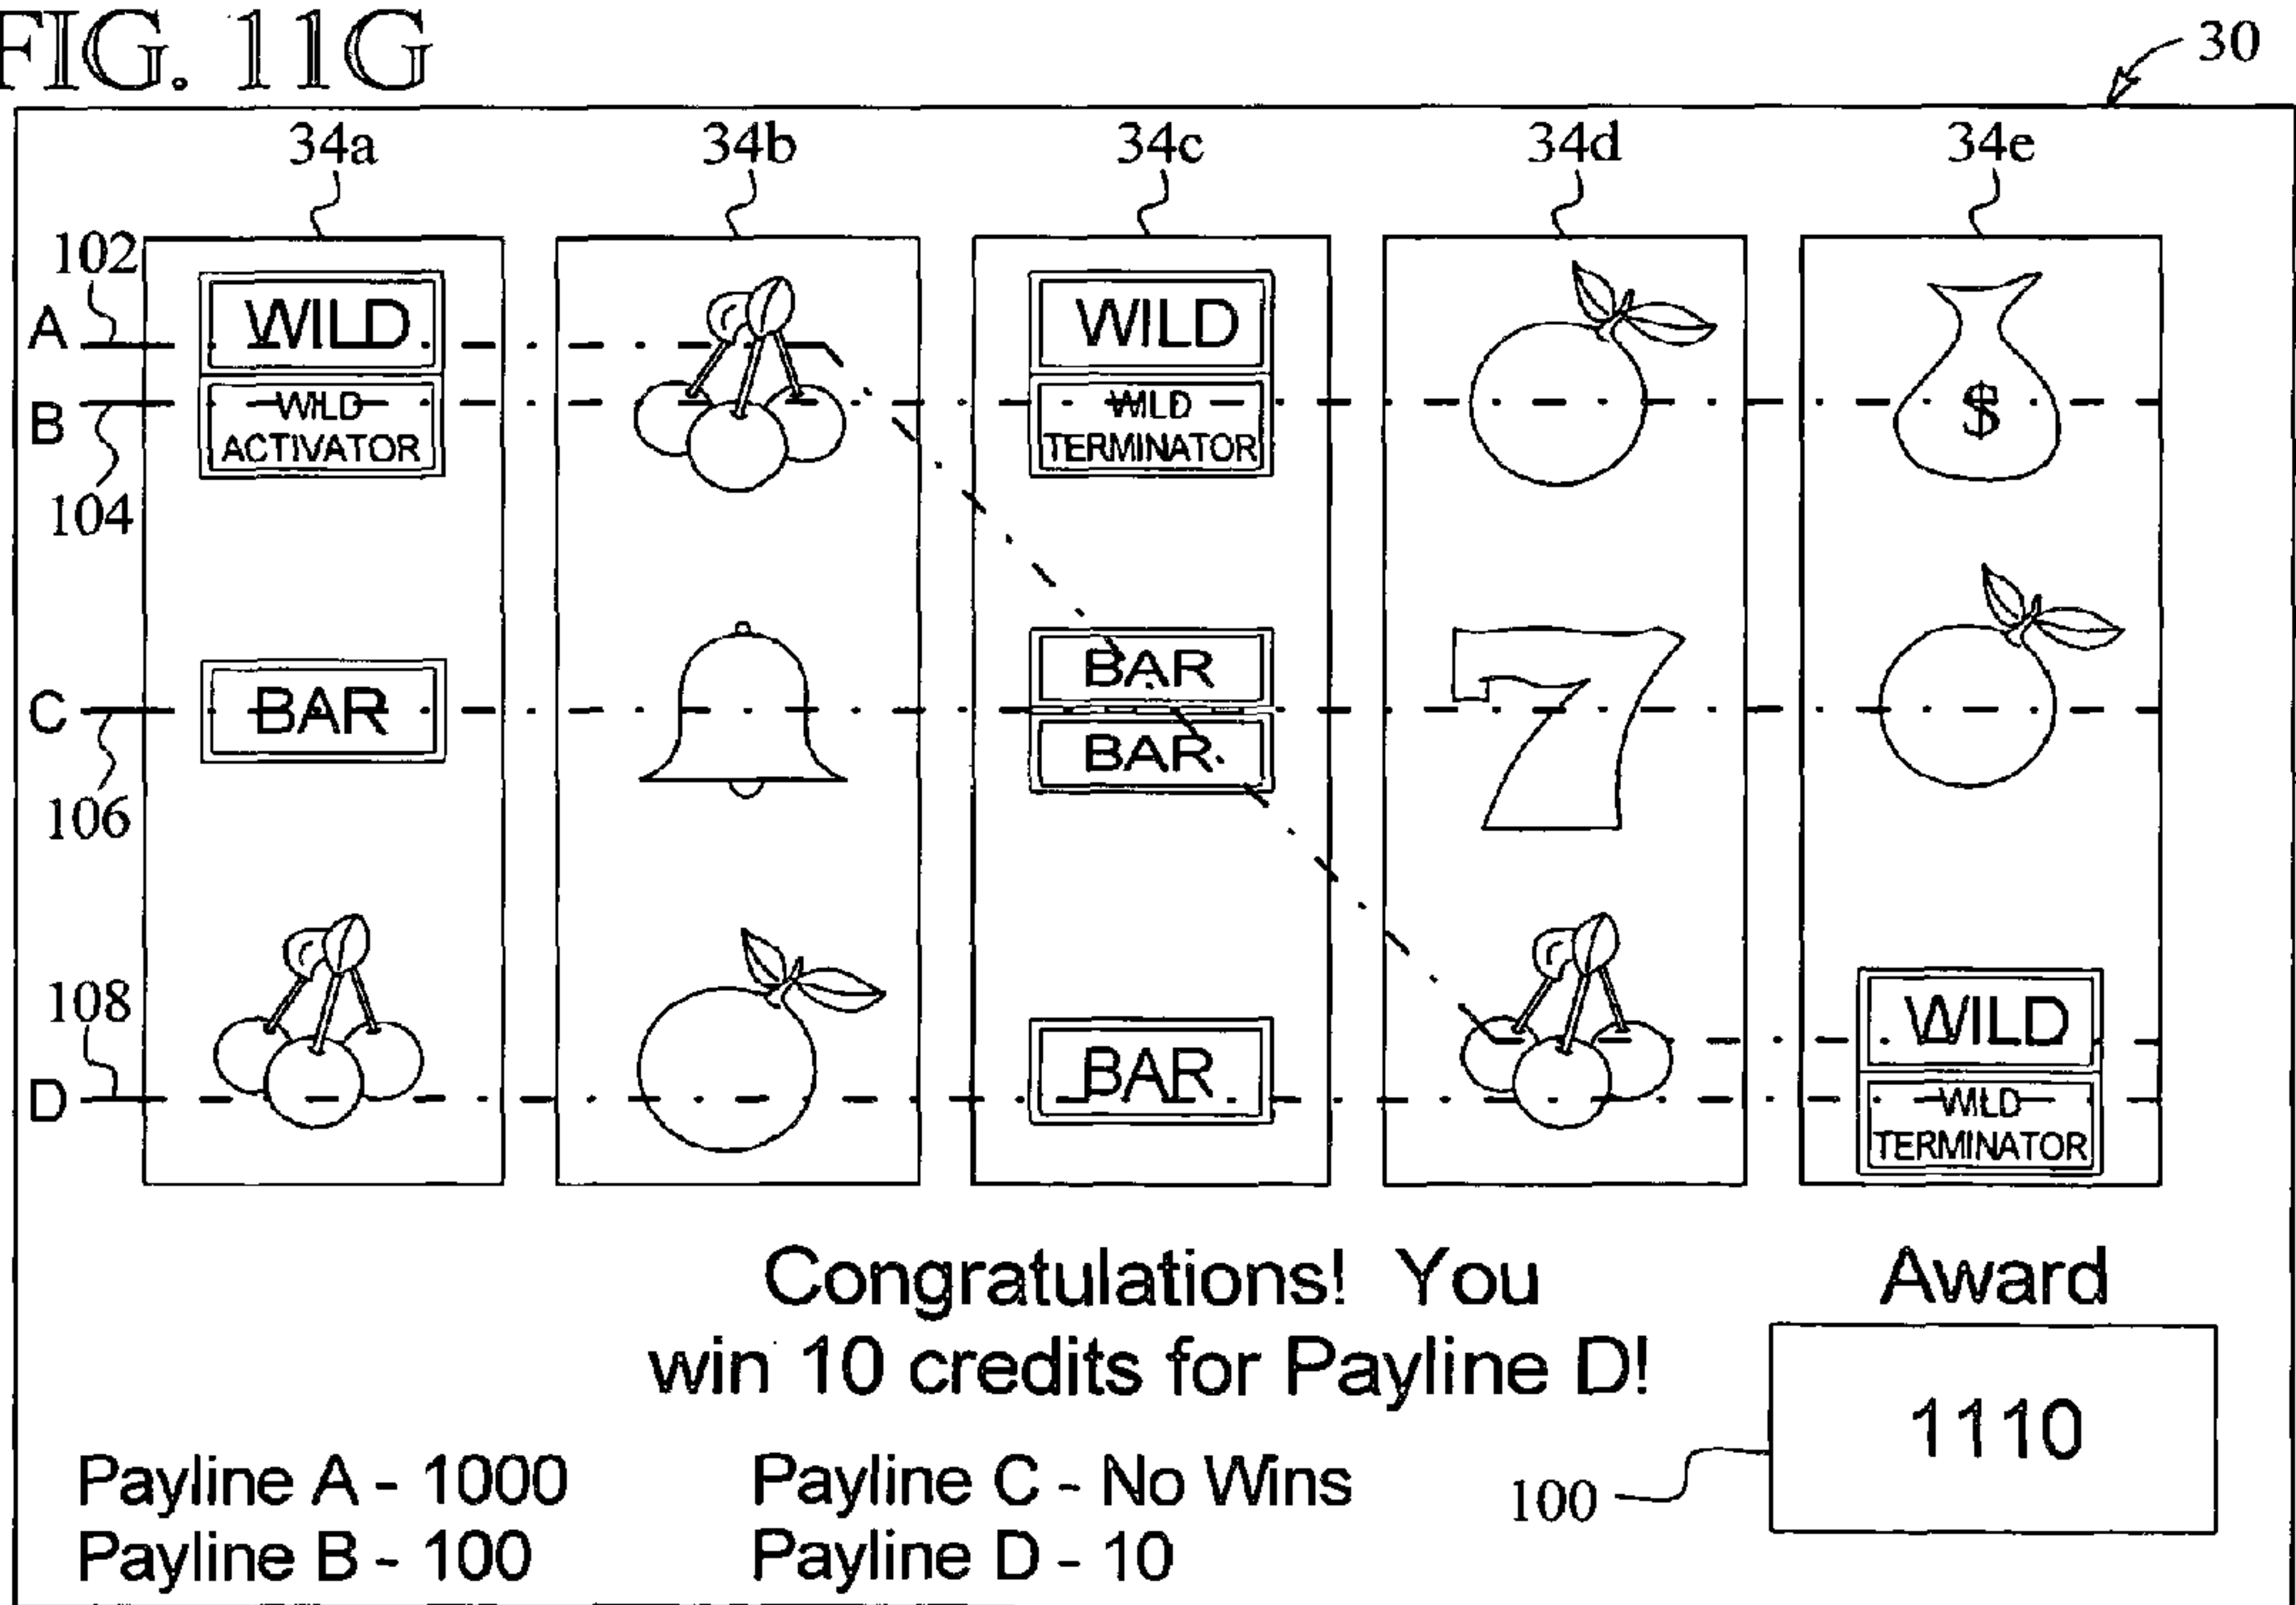 FIG. 11G
30
34a 34b 34c 34d 34e
102
A WILD WILD $
B WILD WILD
ACTIVATOR TERMINATOR
104
BAR
C BAR
BAR
106
108
WILD
D BAR WILD
TERMINATOR
Congratulations! You
win 10 credits for Payline D!
Award
1110
100
Payline A - 1000 Payline C - No Wins
Payline B - 100 Payline D - 10
7